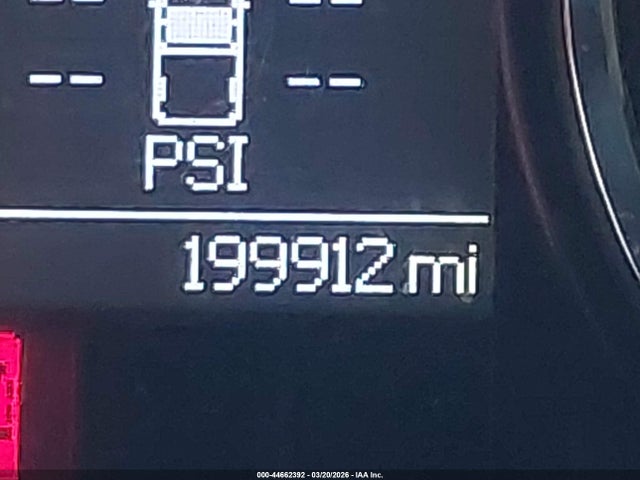 -- --
-- --
PSI
199912 mi
000-44662392 - 03/20/2026 - IAA Inc.